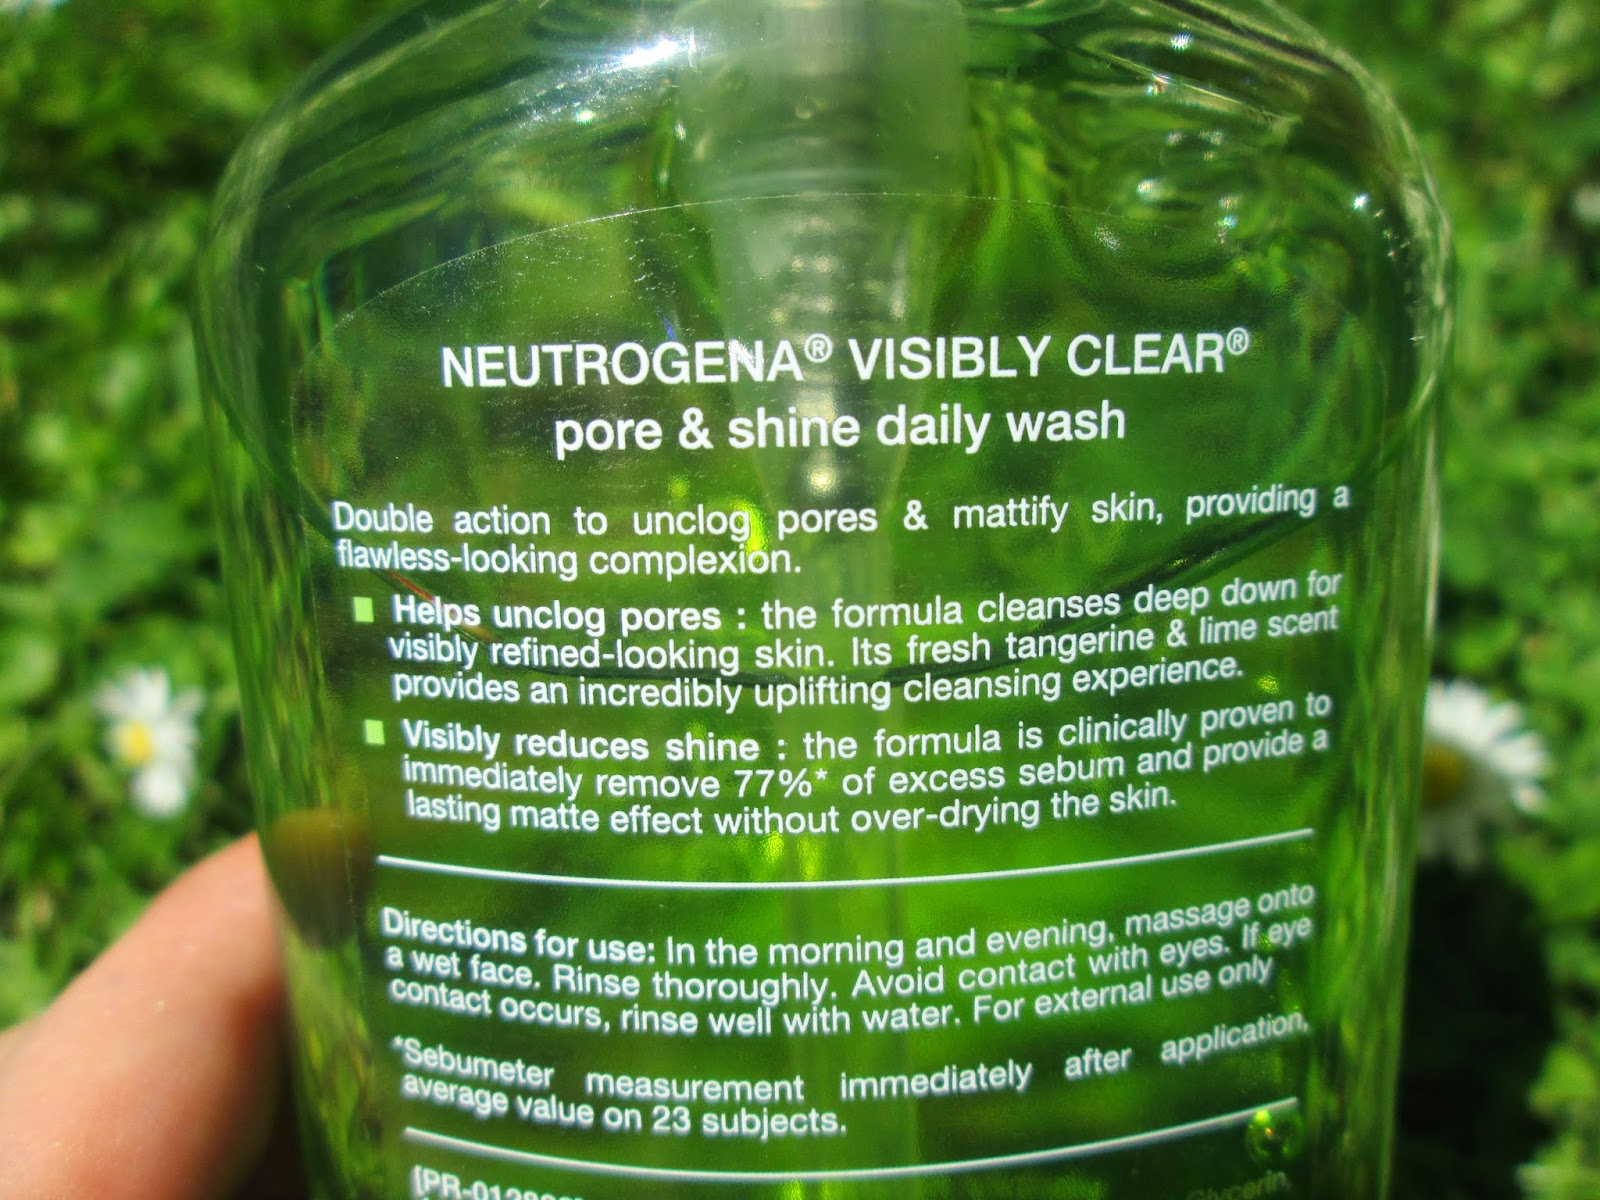 NEUTROGENA® VISIBLY CLEAR®
pore & shine daily wash
Double action to unclog pores & mattify skin, providing a
flawless-looking complexion.
Helps unclog pores : the formula cleanses deep down for
visibly refined-looking skin. Its fresh tangerine & lime scent
provides an incredibly uplifting cleansing experience.
Visibly reduces shine : the formula is clinically proven to
immediately remove 77%* of excess sebum and provide a
lasting matte effect without over-drying the skin.
Directions for use: In the morning and evening, massage onto
a wet face. Rinse thoroughly. Avoid contact with eyes. If eye
contact occurs, rinse well with water. For external use only
*Sebumeter measurement immediately after application,
average value on 23 subjects.
Glycerin,